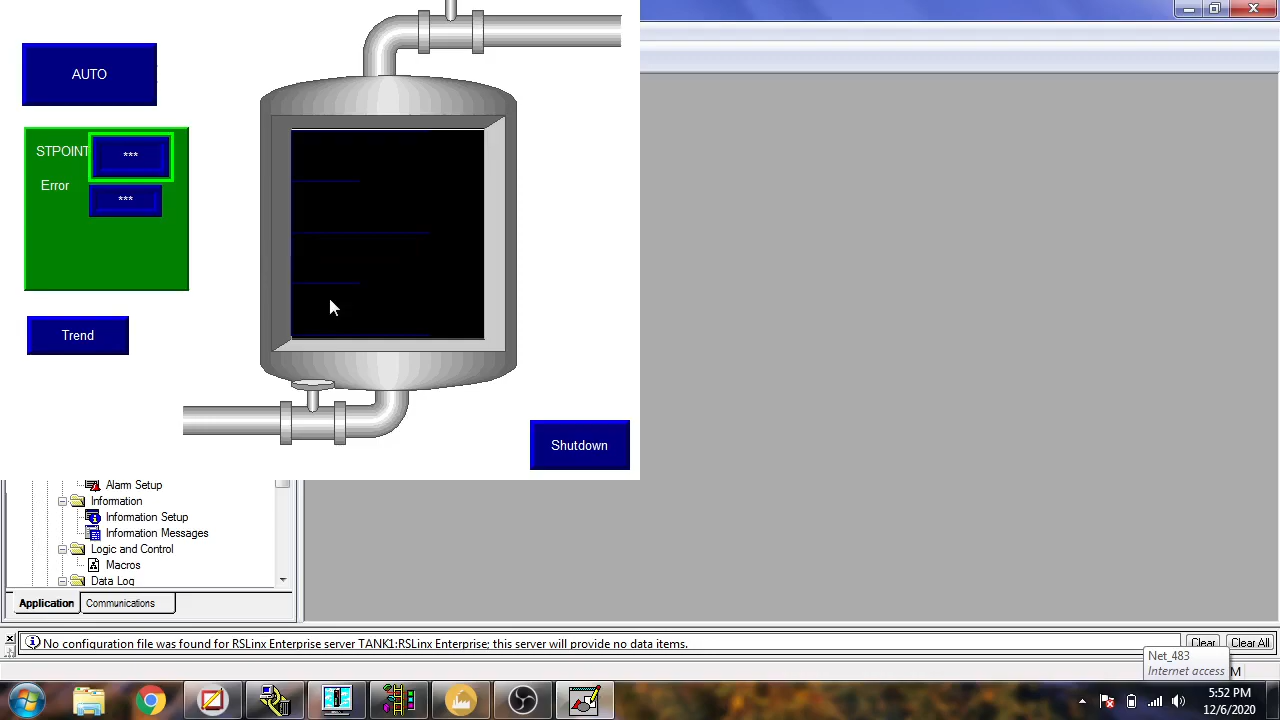 AUTO
STPOINT
***
Error
***
Trend
Shutdown
Alarm Setup
Information
Information Setup
Information Messages
Logic and Control
Macros
Data Log
Application
Communications
No configuration file was found for RSLinx Enterprise server TANK1:RSLinx Enterprise; this server will provide no data items.
Clear
Clear All
Net_483
Internet access
M
5:52 PM
12/6/2020